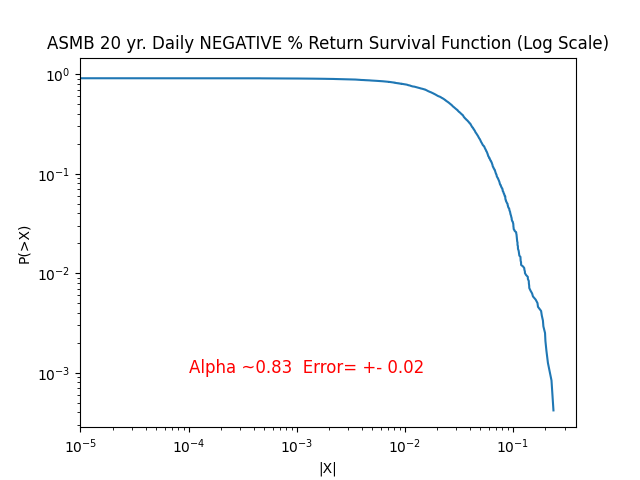 ASMB 20 yr. Daily NEGATIVE % Return Survival Function (Log Scale)
10⁰
10⁻¹
10⁻²
10⁻³
P(>X)
Alpha ~0.83  Error= +- 0.02
10⁻⁵ 10⁻⁴ 10⁻³ 10⁻² 10⁻¹
|X|